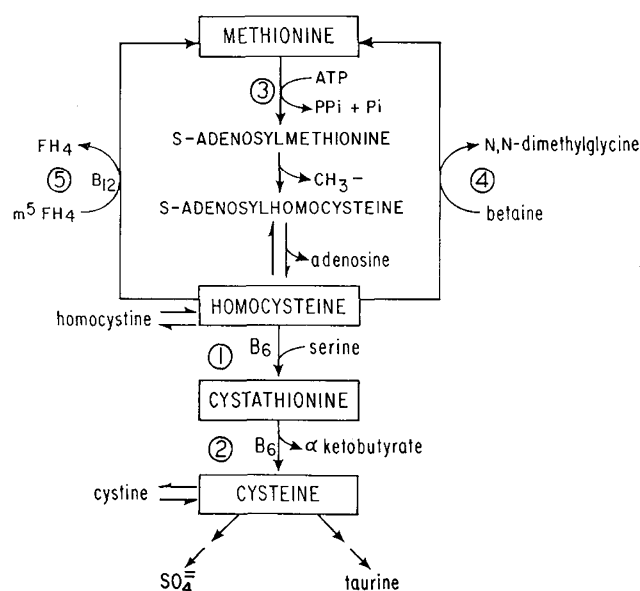 METHIONINE
③
ATP
PPi + Pi
FH4
S-ADENOSYLMETHIONINE
N,N-dimethylglycine
⑤ B12
CH3-
④
m5 FH4
S-ADENOSYLHOMOCYSTEINE
betaine
adenosine
HOMOCYSTEINE
homocystine
① B6 serine
CYSTATHIONINE
② B6 α ketobutyrate
cystine
CYSTEINE
SO4=
taurine